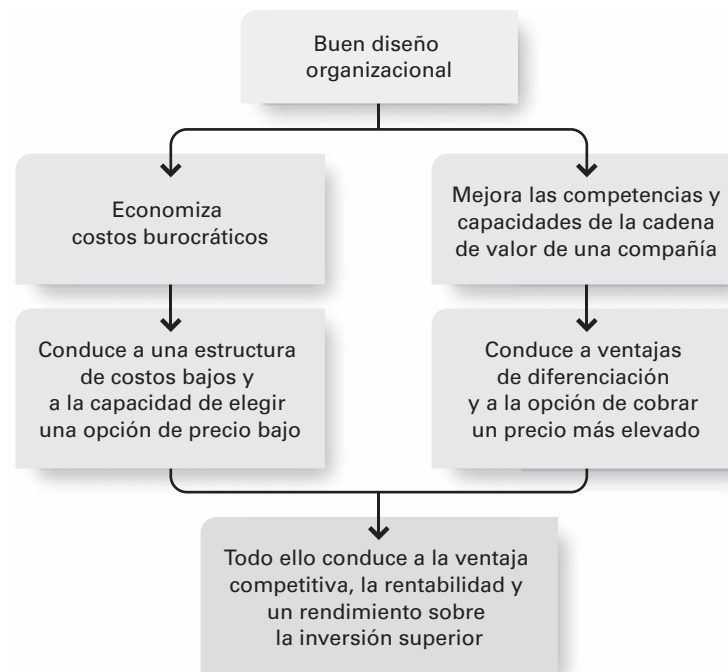 Buen diseño
organizacional
Economiza
costos burocráticos
Mejora las competencias y
capacidades de la cadena
de valor de una compañía
Conduce a una estructura
de costos bajos y
a la capacidad de elegir
una opción de precio bajo
Conduce a ventajas
de diferenciación
y a la opción de cobrar
un precio más elevado
Todo ello conduce a la ventaja
competitiva, la rentabilidad y
un rendimiento sobre
la inversión superior